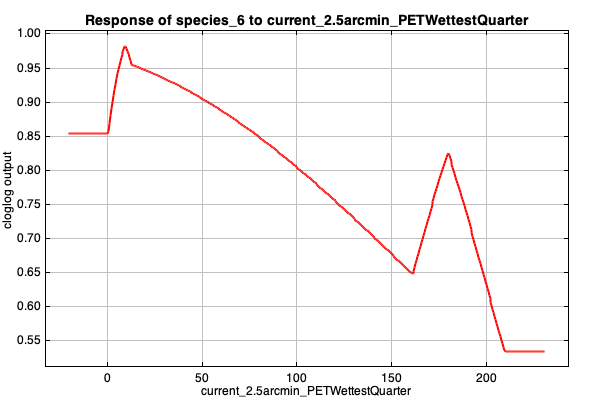 Response of species_6 to current_2.5arcmin_PETWettestQuarter
cloglog output
1.00
0.95
0.90
0.85
0.80
0.75
0.70
0.65
0.60
0.55
0 50 100 150 200
current_2.5arcmin_PETWettestQuarter